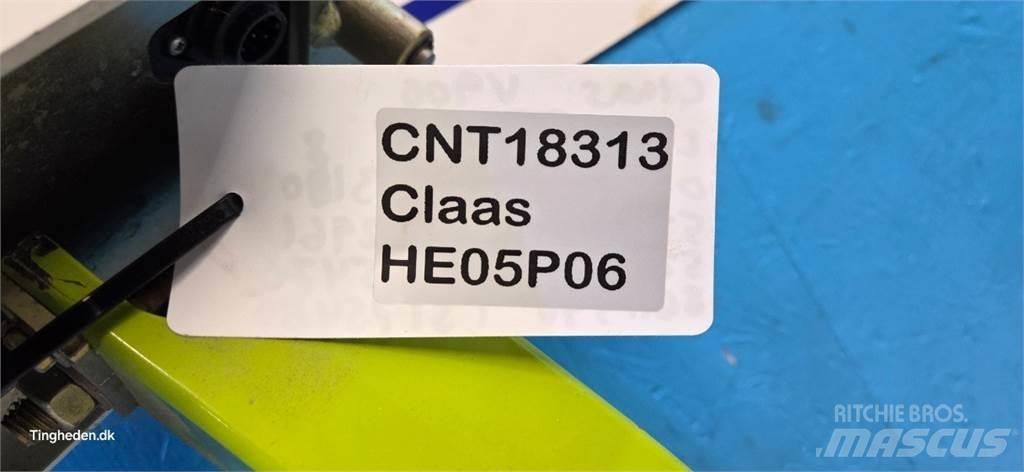 CNT18313
Claas
HE05P06
Tingheden.dk
RITCHIE BROS.
MASCUS